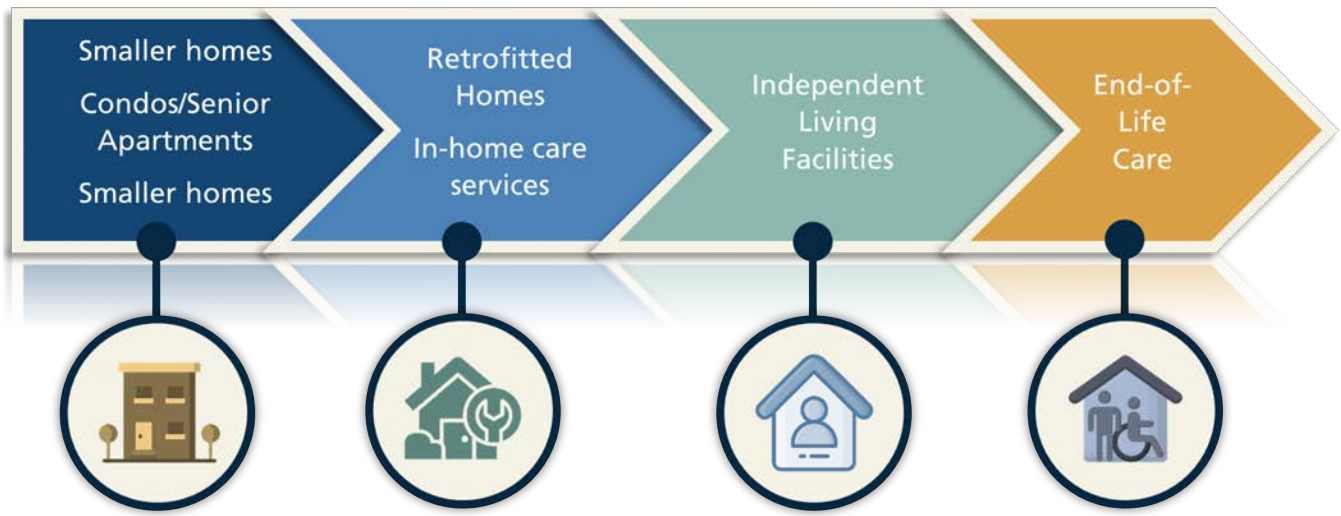 Smaller homes
Condos/Senior
Apartments
Smaller homes
Retrofitted
Homes
In-home care
services
Independent
Living
Facilities
End-of-
Life
Care